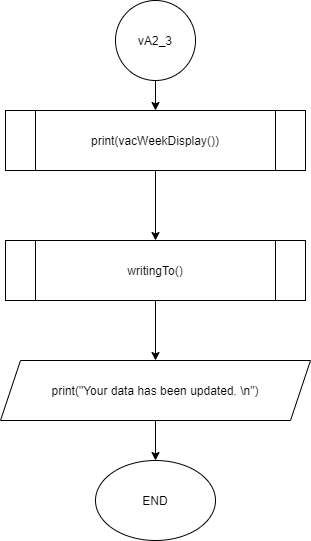 vA2_3
print(vacWeekDisplay())
writingTo()
print("Your data has been updated. \n")
END